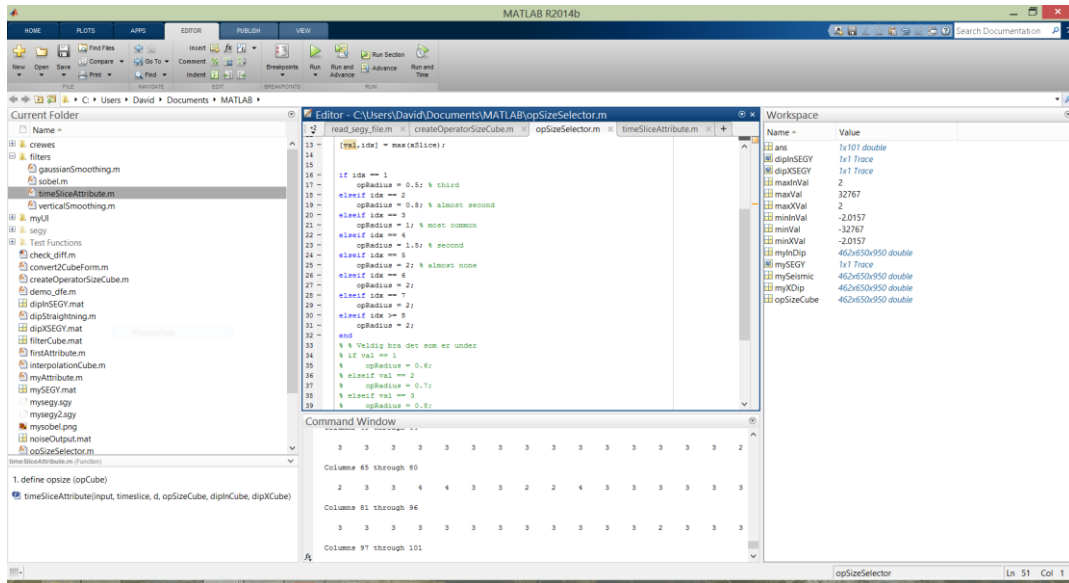 MATLAB R2014b
HOME PLOTS APPS EDITOR PUBLISH VIEW
Search Documentation
Find Files Insert fx
New Open Save Compare Go To Comment Breakpoints Run Run and Advance Run Section Advance Run and Time
Print Find Indent
FILE NAVIGATE EDIT BREAKPOINTS RUN
C: Users David Documents MATLAB
Current Folder
Name
crewes
filters
gaussianSmoothing.m
sobel.m
timeSliceAttribute.m
verticalSmoothing.m
myUI
segy
Test Functions
check_diff.m
convert2CubeForm.m
createOperatorSizeCube.m
demo_dfe.m
dipInSEGY.mat
dipStraightning.m
dipXSEGY.mat
filterCube.mat
firstAttribute.m
interpolationCube.m
myAttribute.m
mySEGY.mat
mysegy.sgy
mysegy2.sgy
mysobel.png
noiseOutput.mat
opSizeSelector.m
timeSliceAttribute.m (Function)
1. define opsize (opCube)
timeSliceAttribute(input, timeslice, d, opSizeCube, dipInCube, dipXCube)
Editor - C:\Users\David\Documents\MATLAB\opSizeSelector.m
read_segy_file.m createOperatorSizeCube.m opSizeSelector.m timeSliceAttribute.m +
13 - [val,idx] = max(xSlice);
14
15
16 - if idx == 1
17 - opRadius = 0.5; % third
18 - elseif idx == 2
19 - opRadius = 0.8; % almost second
20 - elseif idx == 3
21 - opRadius = 1; % most common
22 - elseif idx == 4
23 - opRadius = 1.5; % second
24 - elseif idx == 5
25 - opRadius = 2; % almost none
26 - elseif idx == 6
27 - opRadius = 2;
28 - elseif idx == 7
29 - opRadius = 2;
30 - elseif idx >= 8
31 - opRadius = 2;
32 - end
33 % % Veldig bra det som er under
34 % if val == 1
35 % opRadius = 0.6;
36 % elseif val == 2
37 % opRadius = 0.7;
38 % elseif val == 3
39 % opRadius = 0.8;
Command Window
3 3 3 3 3 3 3 3 3 3 3 3 3 3 3 2
Columns 65 through 80
2 3 3 4 4 3 3 2 2 4 3 3 3 3 3 3
Columns 81 through 96
3 3 3 3 3 3 3 3 3 3 3 3 2 3 3 3
Columns 97 through 101
fx
Workspace
Name Value
ans 1x101 double
dipInSEGY 1x1 Trace
dipXSEGY 1x1 Trace
maxInVal 2
maxVal 32767
maxXVal 2
minInVal -2.0157
minVal -32767
minXVal -2.0157
myInDip 462x650x950 double
mySEGY 1x1 Trace
mySeismic 462x650x950 double
myXDip 462x650x950 double
opSizeCube 462x650x950 double
opSizeSelector Ln 51 Col 1